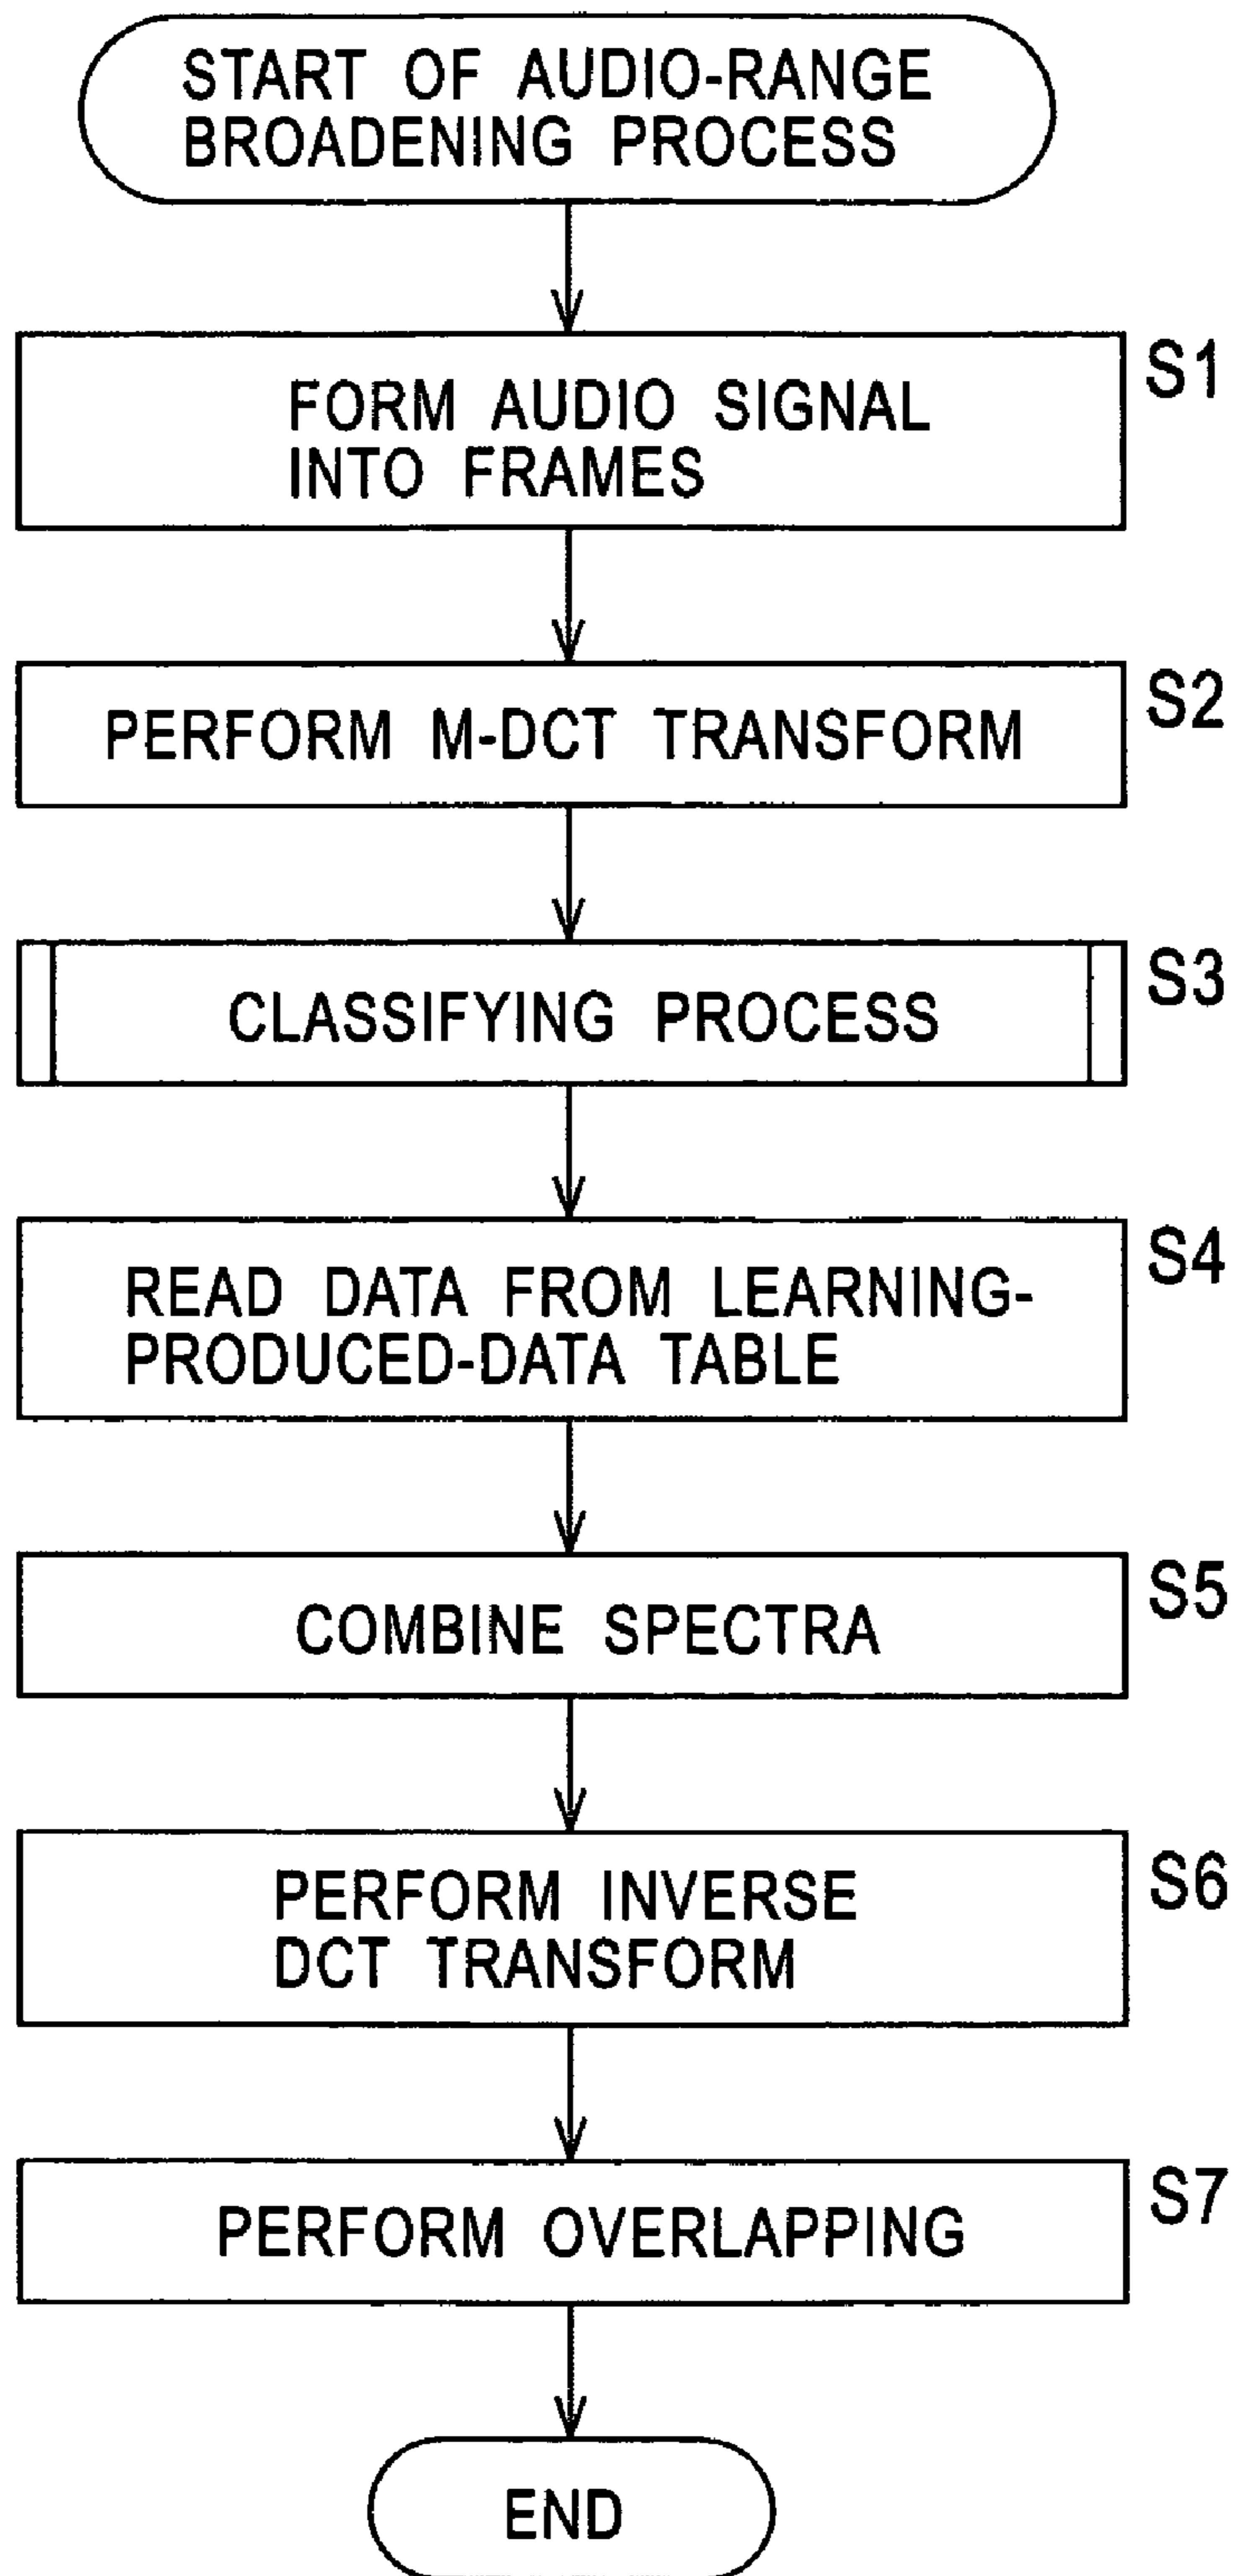 START OF AUDIO-RANGE
BROADENING PROCESS
S1
FORM AUDIO SIGNAL
INTO FRAMES
S2
PERFORM M-DCT TRANSFORM
S3
CLASSIFYING PROCESS
S4
READ DATA FROM LEARNING-
PRODUCED-DATA TABLE
S5
COMBINE SPECTRA
S6
PERFORM INVERSE
DCT TRANSFORM
S7
PERFORM OVERLAPPING
END